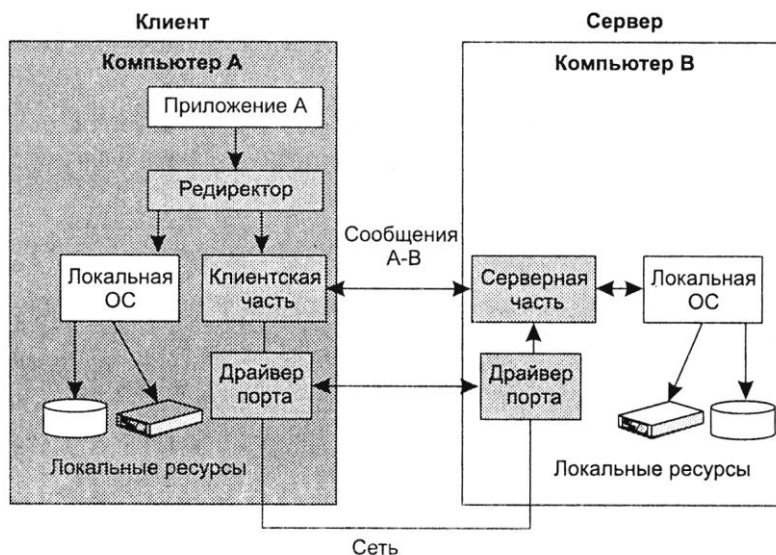 Клиент
Компьютер А
Приложение А
Редиректор
Локальная
ОС
Клиентская
часть
Драйвер
порта
Локальные ресурсы
Сообщения
А-В
Сеть
Сервер
Компьютер В
Серверная
часть
Локальная
ОС
Драйвер
порта
Локальные ресурсы